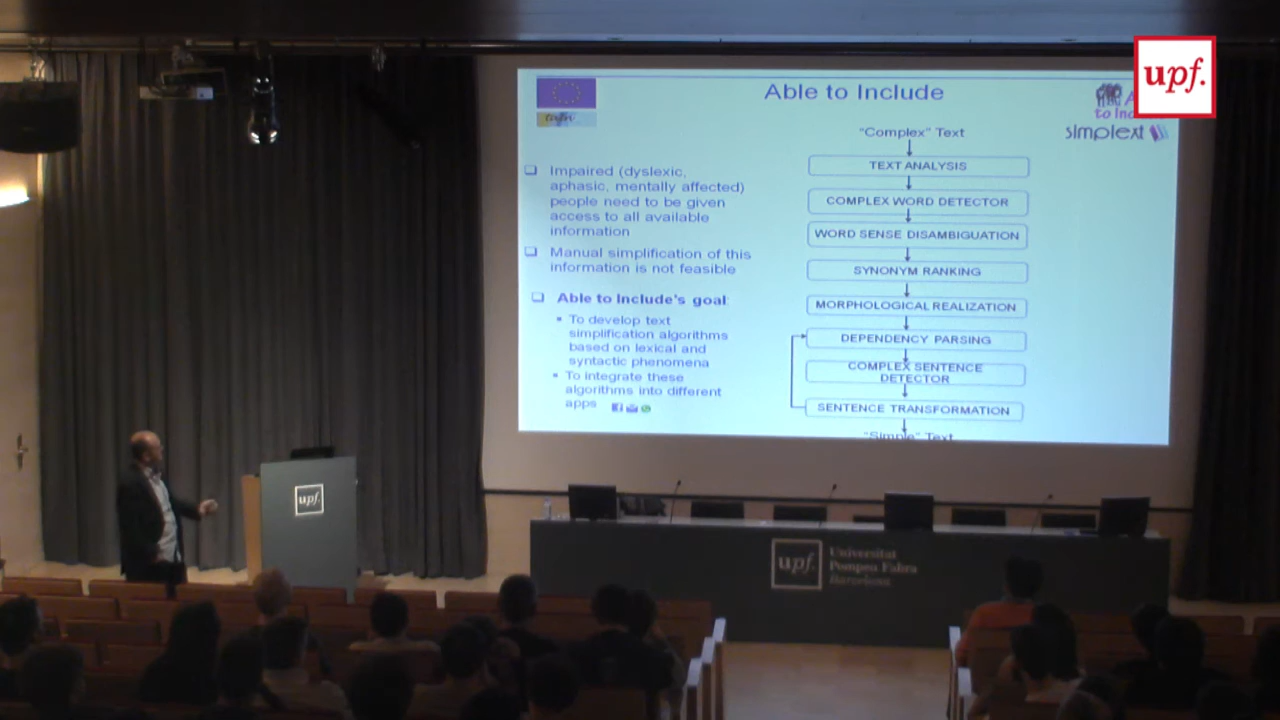 upf.
Able to Include
to In
simplext
"Complex" Text
TEXT ANALYSIS
COMPLEX WORD DETECTOR
WORD SENSE DISAMBIGUATION
SYNONYM RANKING
MORPHOLOGICAL REALIZATION
DEPENDENCY PARSING
COMPLEX SENTENCE
DETECTOR
SENTENCE TRANSFORMATION
"Simple" Text
Impaired (dyslexic,
aphasic, mentally affected)
people need to be given
access to all available
information
Manual simplification of this
information is not feasible
Able to Include's goal:
To develop text
simplification algorithms
based on lexical and
syntactic phenomena
To integrate these
algorithms into different
apps
upf.
upf.
Universitat
Pompeu Fabra
Barcelona